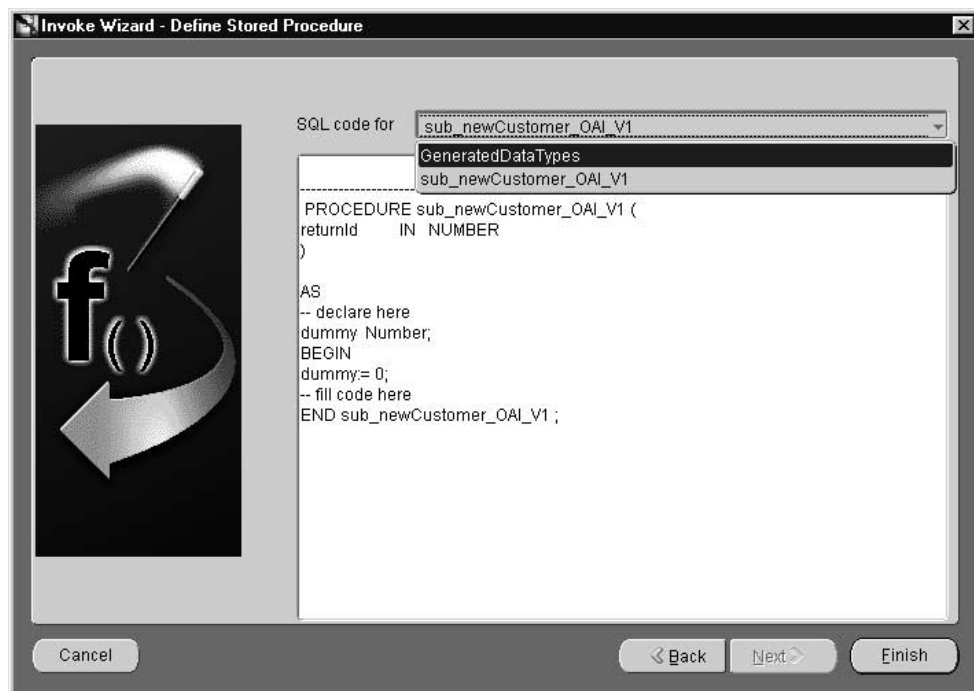 Invoke Wizard - Define Stored Procedure
SQL code for sub_newCustomer_OAI_V1
GeneratedDataTypes
sub_newCustomer_OAI_V1
PROCEDURE sub_newCustomer_OAI_V1 (
returnId IN NUMBER
)
AS
-- declare here
dummy Number;
BEGIN
dummy:= 0;
-- fill code here
END sub_newCustomer_OAI_V1 ;
f()
Cancel Back Next Finish